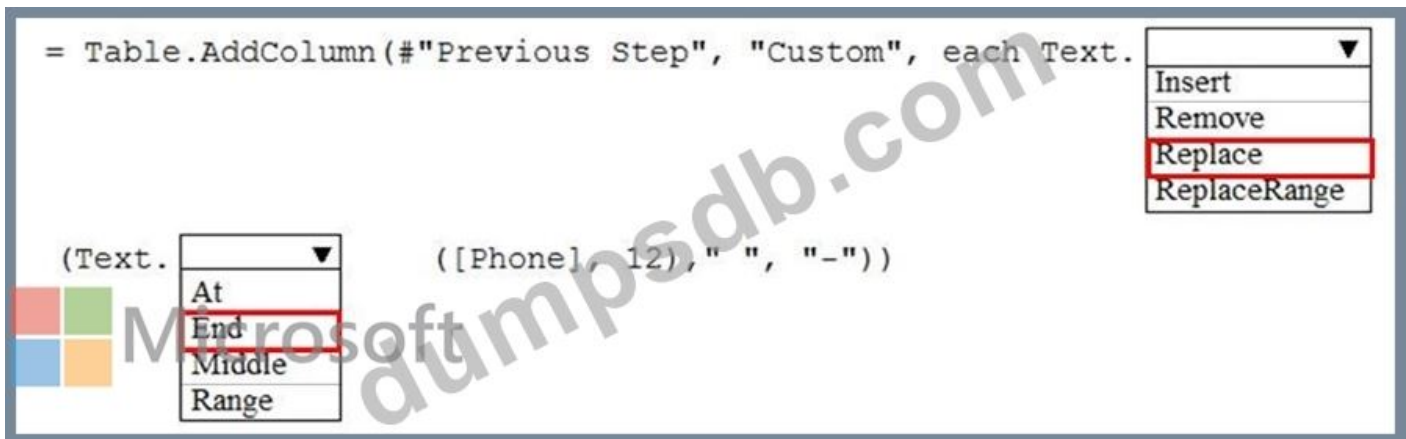 = Table.AddColumn(#"Previous Step", "Custom", each Text. ▼
Insert
Remove
Replace
ReplaceRange
(Text. ▼ ([Phone], 12)," ", "-"))
At
End
Middle
Range
Microsoft
dumpsdb.com